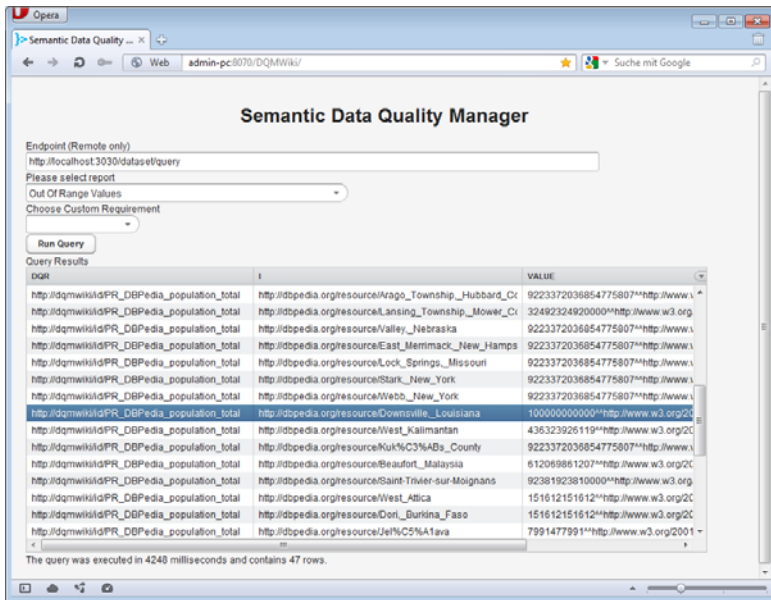 Opera
Semantic Data Quality ... ×
Web admin-pc:8070/DQMWiki/ Suche mit Google
Semantic Data Quality Manager
Endpoint (Remote only)
http://localhost:3030/dataset/query
Please select report
Out Of Range Values
Choose Custom Requirement
Run Query
Query Results
DQR I VALUE
http://dqmwiki/id/PR_DBPedia_population_total http://dbpedia.org/resource/Arago_Township,_Hubbard_Cc 9223372036854775807^^http://www.v
http://dqmwiki/id/PR_DBPedia_population_total http://dbpedia.org/resource/Lansing_Township,_Mower_Cc 32492324920000^^http://www.w3.org
http://dqmwiki/id/PR_DBPedia_population_total http://dbpedia.org/resource/Valley,_Nebraska 9223372036854775807^^http://www.v
http://dqmwiki/id/PR_DBPedia_population_total http://dbpedia.org/resource/East_Merrimack,_New_Hamps 9223372036854775807^^http://www.v
http://dqmwiki/id/PR_DBPedia_population_total http://dbpedia.org/resource/Lock_Springs,_Missouri 9223372036854775807^^http://www.v
http://dqmwiki/id/PR_DBPedia_population_total http://dbpedia.org/resource/Stark,_New_York 9223372036854775807^^http://www.v
http://dqmwiki/id/PR_DBPedia_population_total http://dbpedia.org/resource/Webb,_New_York 9223372036854775807^^http://www.v
http://dqmwiki/id/PR_DBPedia_population_total http://dbpedia.org/resource/Downsville,_Louisiana 100000000000^^http://www.w3.org/20
http://dqmwiki/id/PR_DBPedia_population_total http://dbpedia.org/resource/West_Kalimantan 436323926119^^http://www.w3.org/20
http://dqmwiki/id/PR_DBPedia_population_total http://dbpedia.org/resource/Kuk%C3%ABs_County 9223372036854775807^^http://www.v
http://dqmwiki/id/PR_DBPedia_population_total http://dbpedia.org/resource/Beaufort,_Malaysia 612069861207^^http://www.w3.org/20
http://dqmwiki/id/PR_DBPedia_population_total http://dbpedia.org/resource/Saint-Trivier-sur-Moignans 92381923810000^^http://www.w3.org
http://dqmwiki/id/PR_DBPedia_population_total http://dbpedia.org/resource/West_Attica 151612151612^^http://www.w3.org/20
http://dqmwiki/id/PR_DBPedia_population_total http://dbpedia.org/resource/Dori,_Burkina_Faso 151612151612^^http://www.w3.org/20
http://dqmwiki/id/PR_DBPedia_population_total http://dbpedia.org/resource/Jel%C5%A1ava 7991477991^^http://www.w3.org/2001
The query was executed in 4248 milliseconds and contains 47 rows.